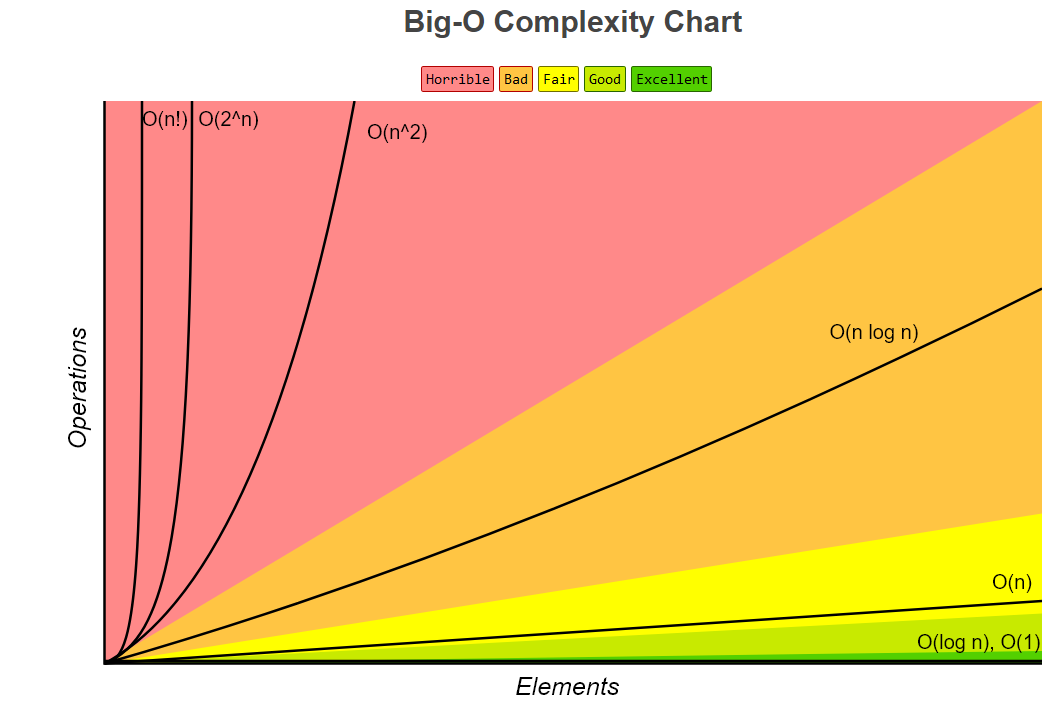 Big-O Complexity Chart
Horrible Bad Fair Good Excellent
O(n!) O(2^n)
O(n^2)
O(n log n)
Operations
O(n)
O(log n), O(1)
Elements